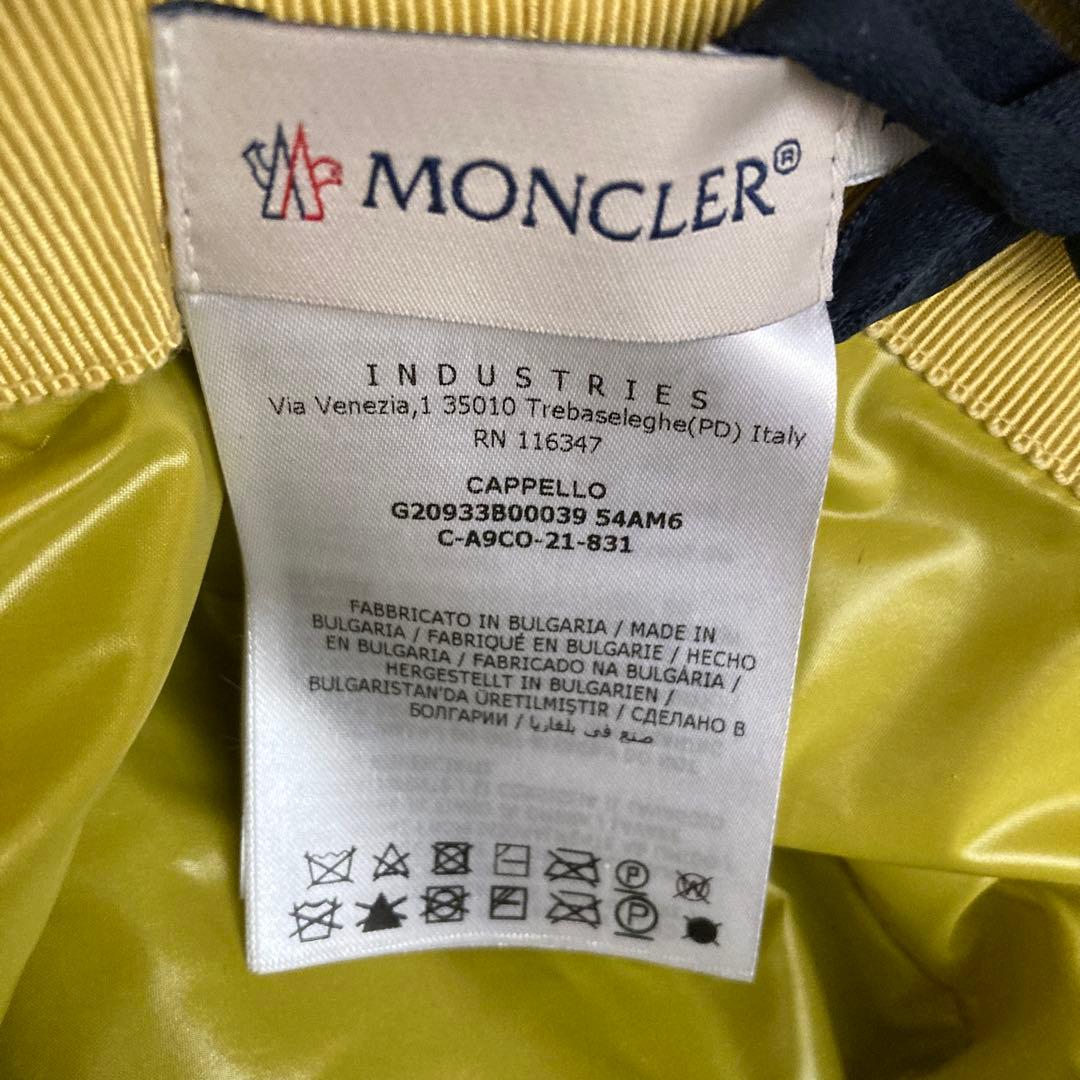 MONCLER®
INDUSTRIES
Via Venezia,1 35010 Trebaseleghe(PD) Italy
RN 116347
CAPPELLO
G20933B00039 54AM6
C-A9CO-21-831
FABBRICATO IN BULGARIA / MADE IN
BULGARIA / FABRIQUÉ EN BULGARIE / HECHO
EN BULGARIA / FABRICADO NA BULGÁRIA /
HERGESTELLT IN BULGARIEN /
BULGARISTAN'DA ÜRETILMIŞTIR / СДЕЛАНО В
БОЛГАРИИ / صنع في بلغاريا
P W
P